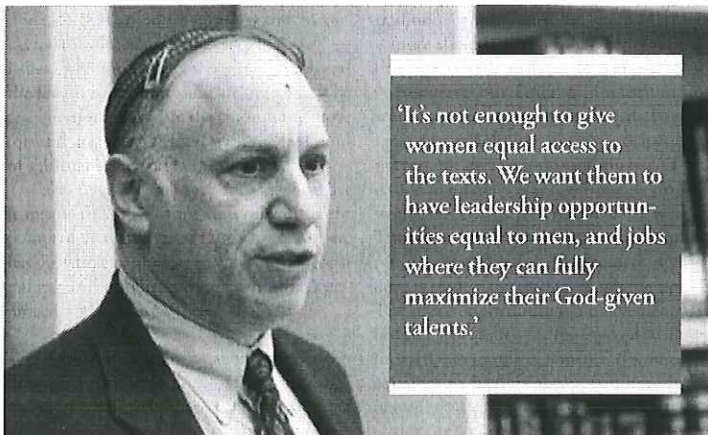 ‘It’s not enough to give
women equal access to
the texts. We want them to
have leadership opportun-
ities equal to men, and jobs
where they can fully
maximize their God-given
talents.’